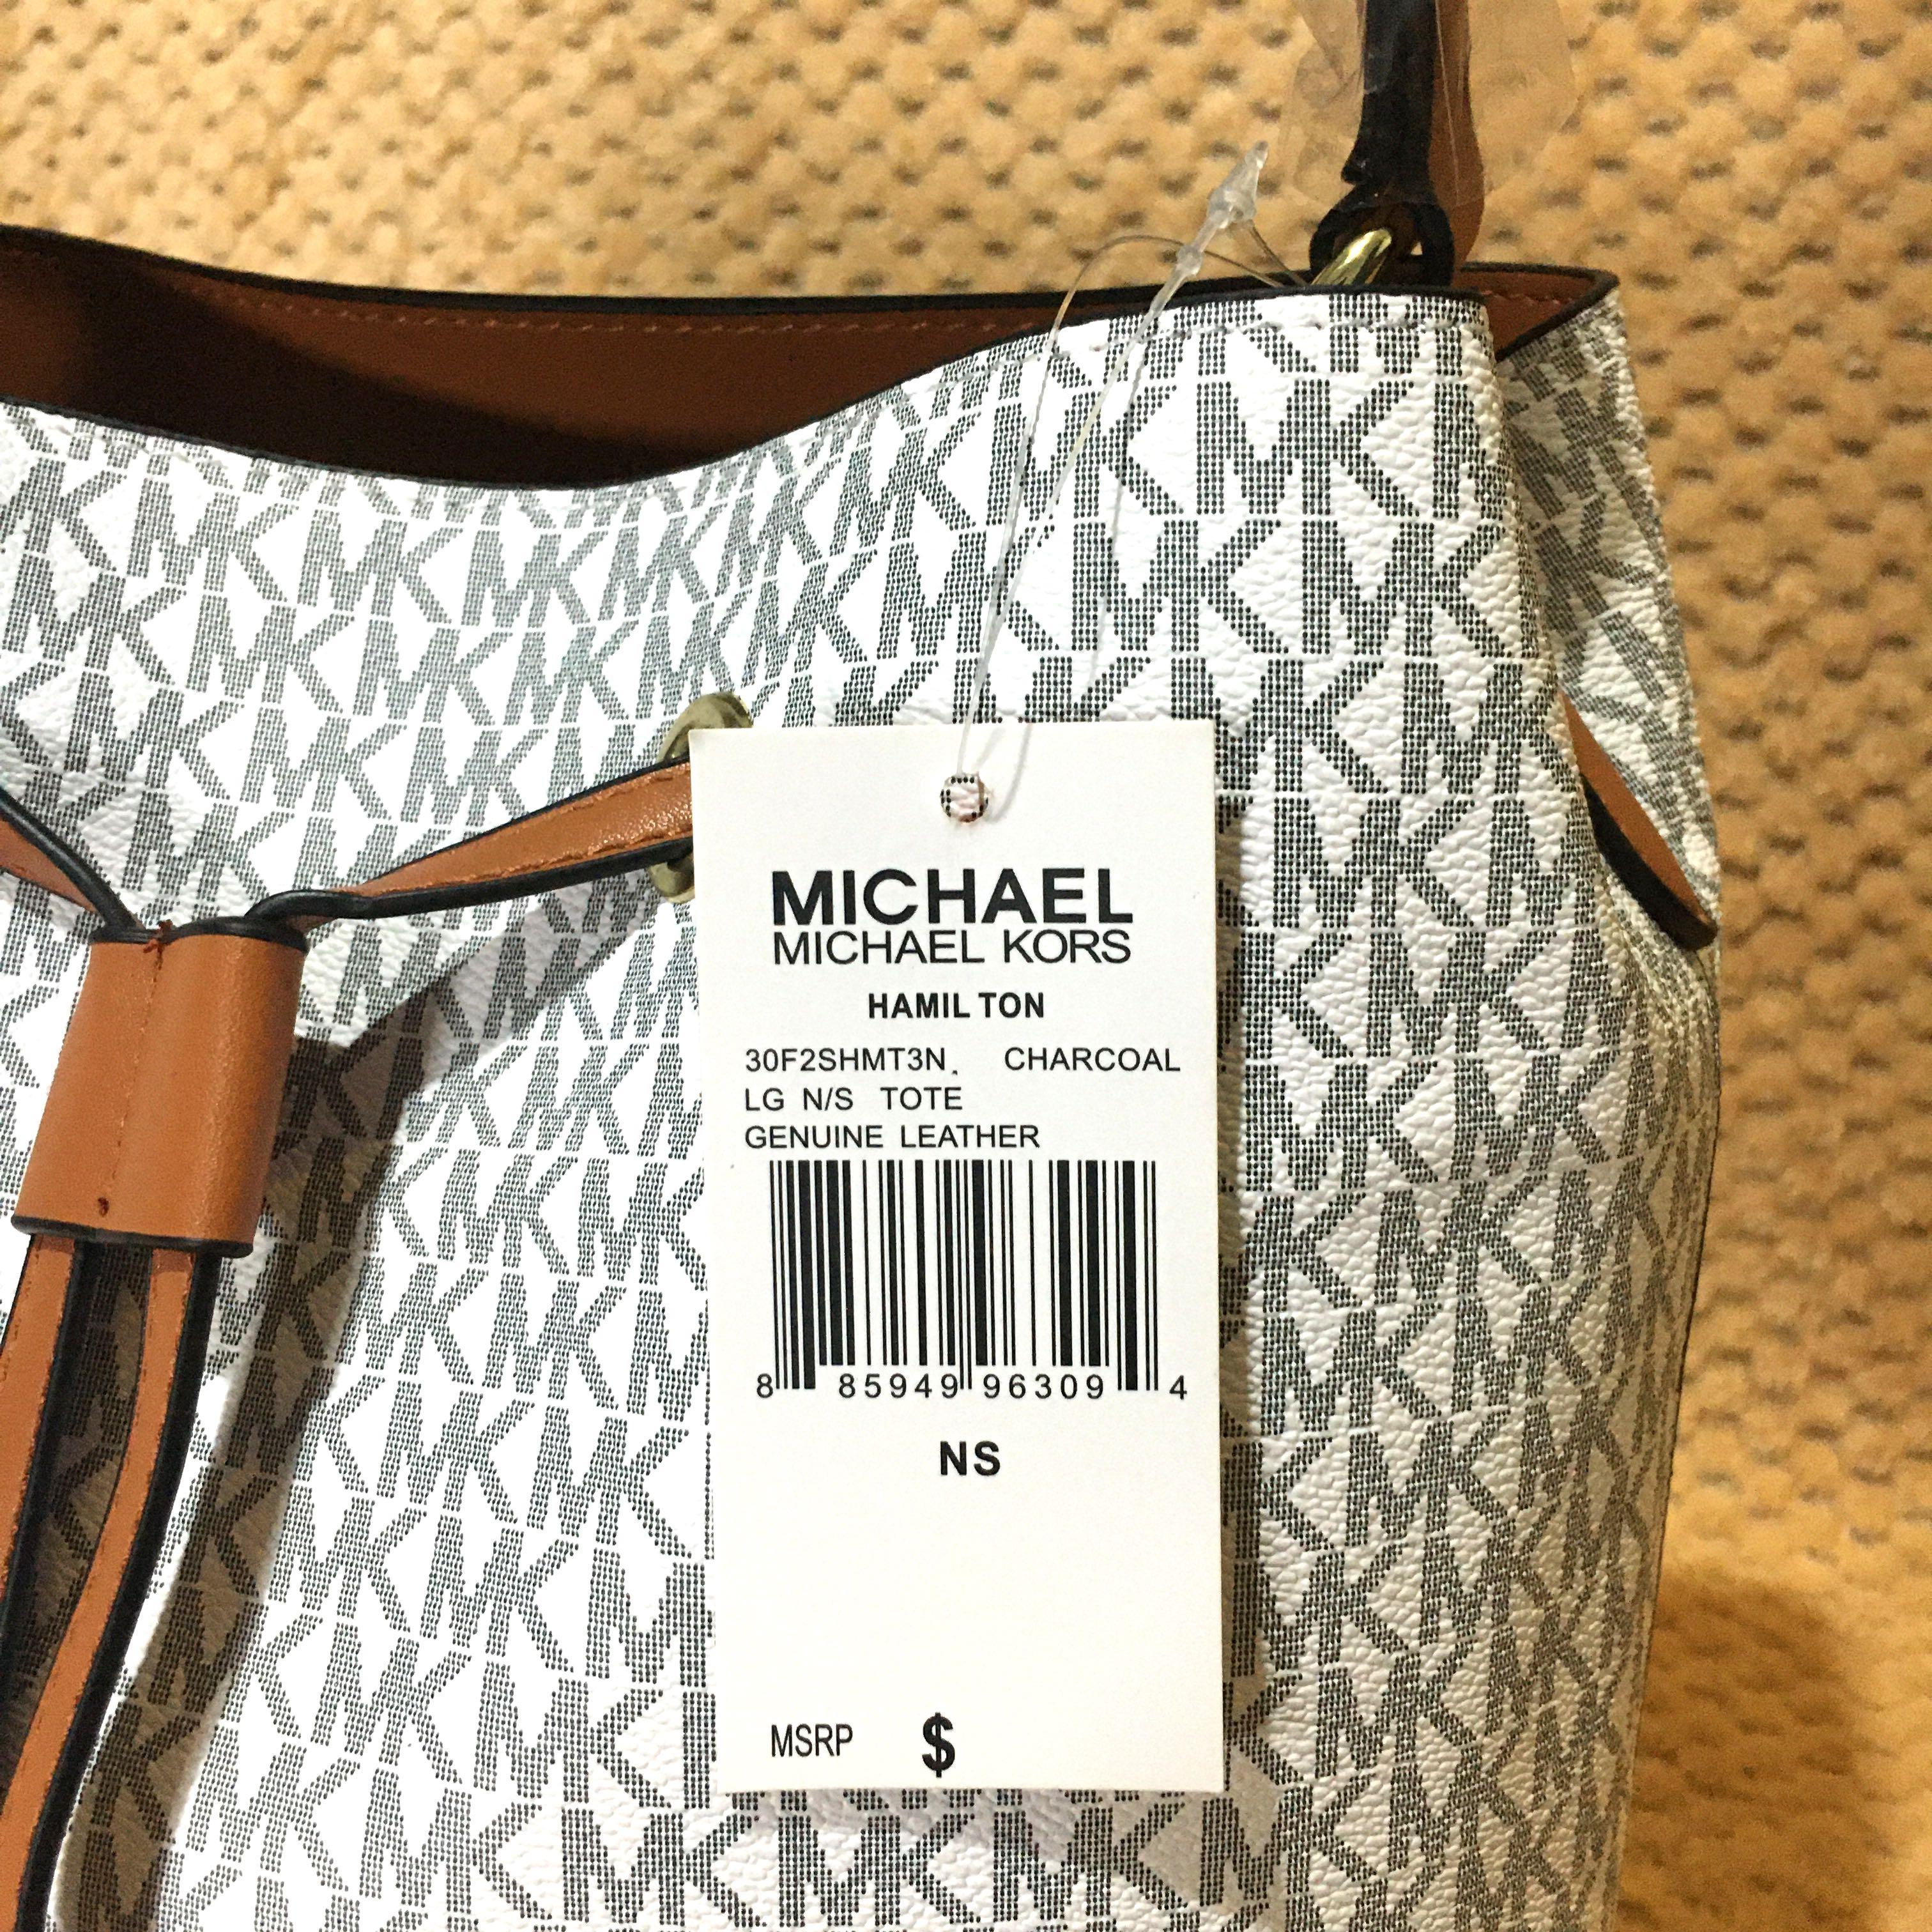 MICHAEL
MICHAEL KORS
HAMIL TON
30F2SHMT3N. CHARCOAL
LG N/S TOTE
GENUINE LEATHER
8 85949 96309 4
NS
MSRP $